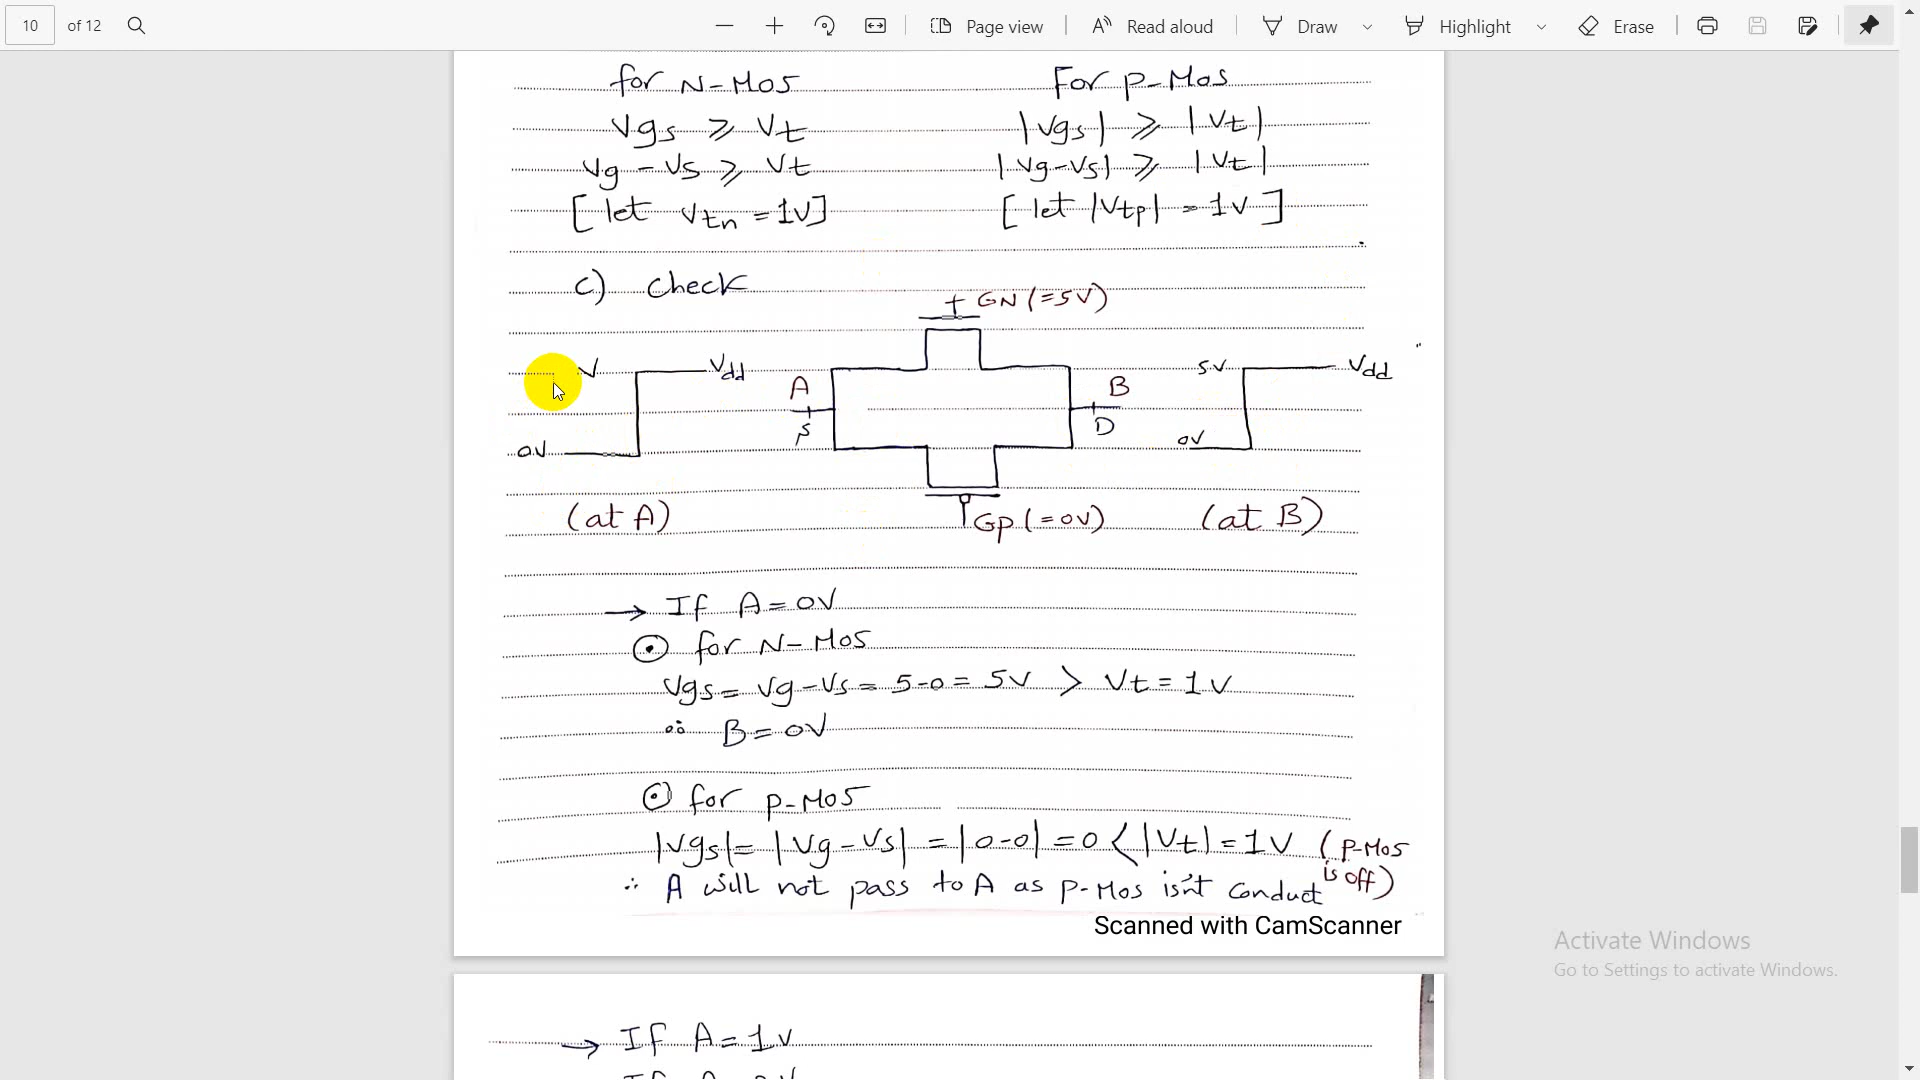 10 of 12 Page view Read aloud Draw Highlight Erase
for N-MOS For P-MOS
Vgs ≥ Vt |Vgs| ≥ |Vt|
Vg - Vs ≥ Vt |Vg-Vs| ≥ |Vt|
[let Vtn = 1V] [let |Vtp| = 1V]
c) Check
GN (=5V)
V Vdd 5V Vdd
A B
S D
0V 0V
(at A) GP (=0V) (at B)
→ If A = 0V
⊙ for N-MOS
Vgs = Vg - Vs = 5-0 = 5V > Vt = 1V
∴ B = 0V
⊙ for P-MOS
|Vgs| = |Vg-Vs| = |0-0| = 0 < |Vt| = 1V (P-MOS is off)
∴ A will not pass to A as P-MOS isn't conduct
Scanned with CamScanner
Activate Windows
Go to Settings to activate Windows.
→ If A = 1V